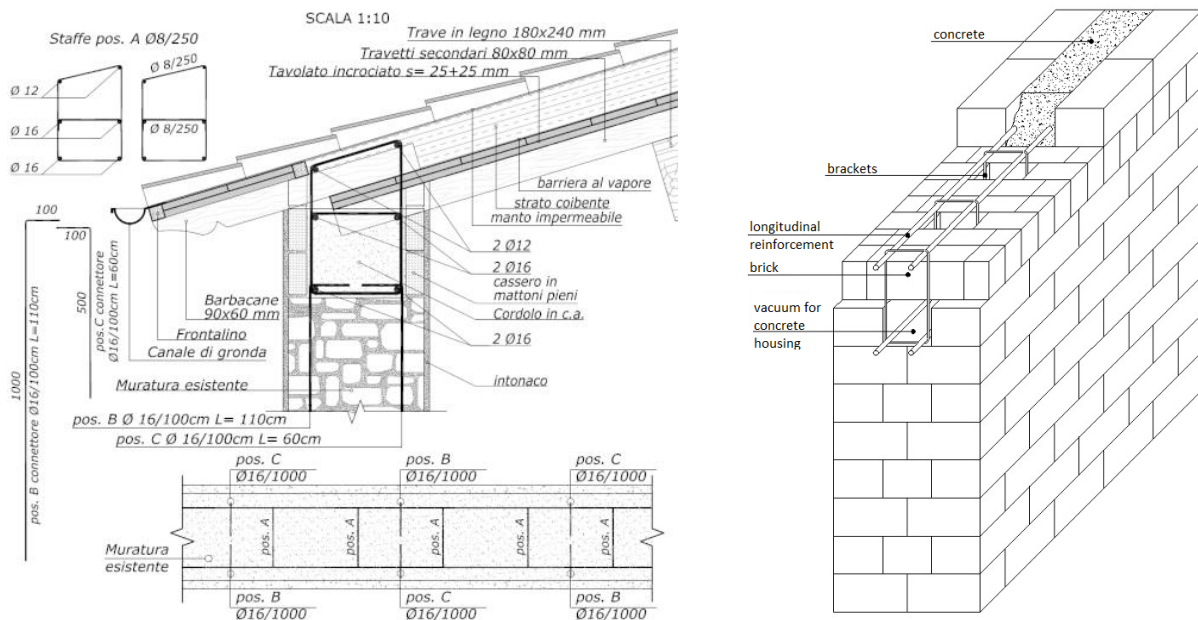 SCALA 1:10
Staffe pos. A Ø8/250
Ø 8/250
Ø 12
Ø 16
Ø 8/250
Ø 16
Trave in legno 180x240 mm
Travetti secondari 80x80 mm
Tavolato incrociato s= 25+25 mm
barriera al vapore
strato coibente
manto impermeabile
2 Ø12
2 Ø16
cassero in
mattoni pieni
Cordolo in c.a.
2 Ø16
intonaco
100
100
500
1000
pos. B connettore Ø16/100cm L=110cm
pos.C connettore
Ø16/100cm L=60cm
Barbacane
90x60 mm
Frontalino
Canale di gronda
Muratura esistente
pos. B Ø 16/100cm L= 110cm
pos. C Ø 16/100cm L= 60cm
pos. C
Ø16/1000
pos. B
Ø16/1000
pos. C
Ø16/1000
pos. A
pos. A
pos. A
pos. A
pos. A
Muratura
esistente
pos. B
Ø16/1000
pos. C
Ø16/1000
pos. B
Ø16/1000
concrete
brackets
longitudinal
reinforcement
brick
vacuum for
concrete
housing